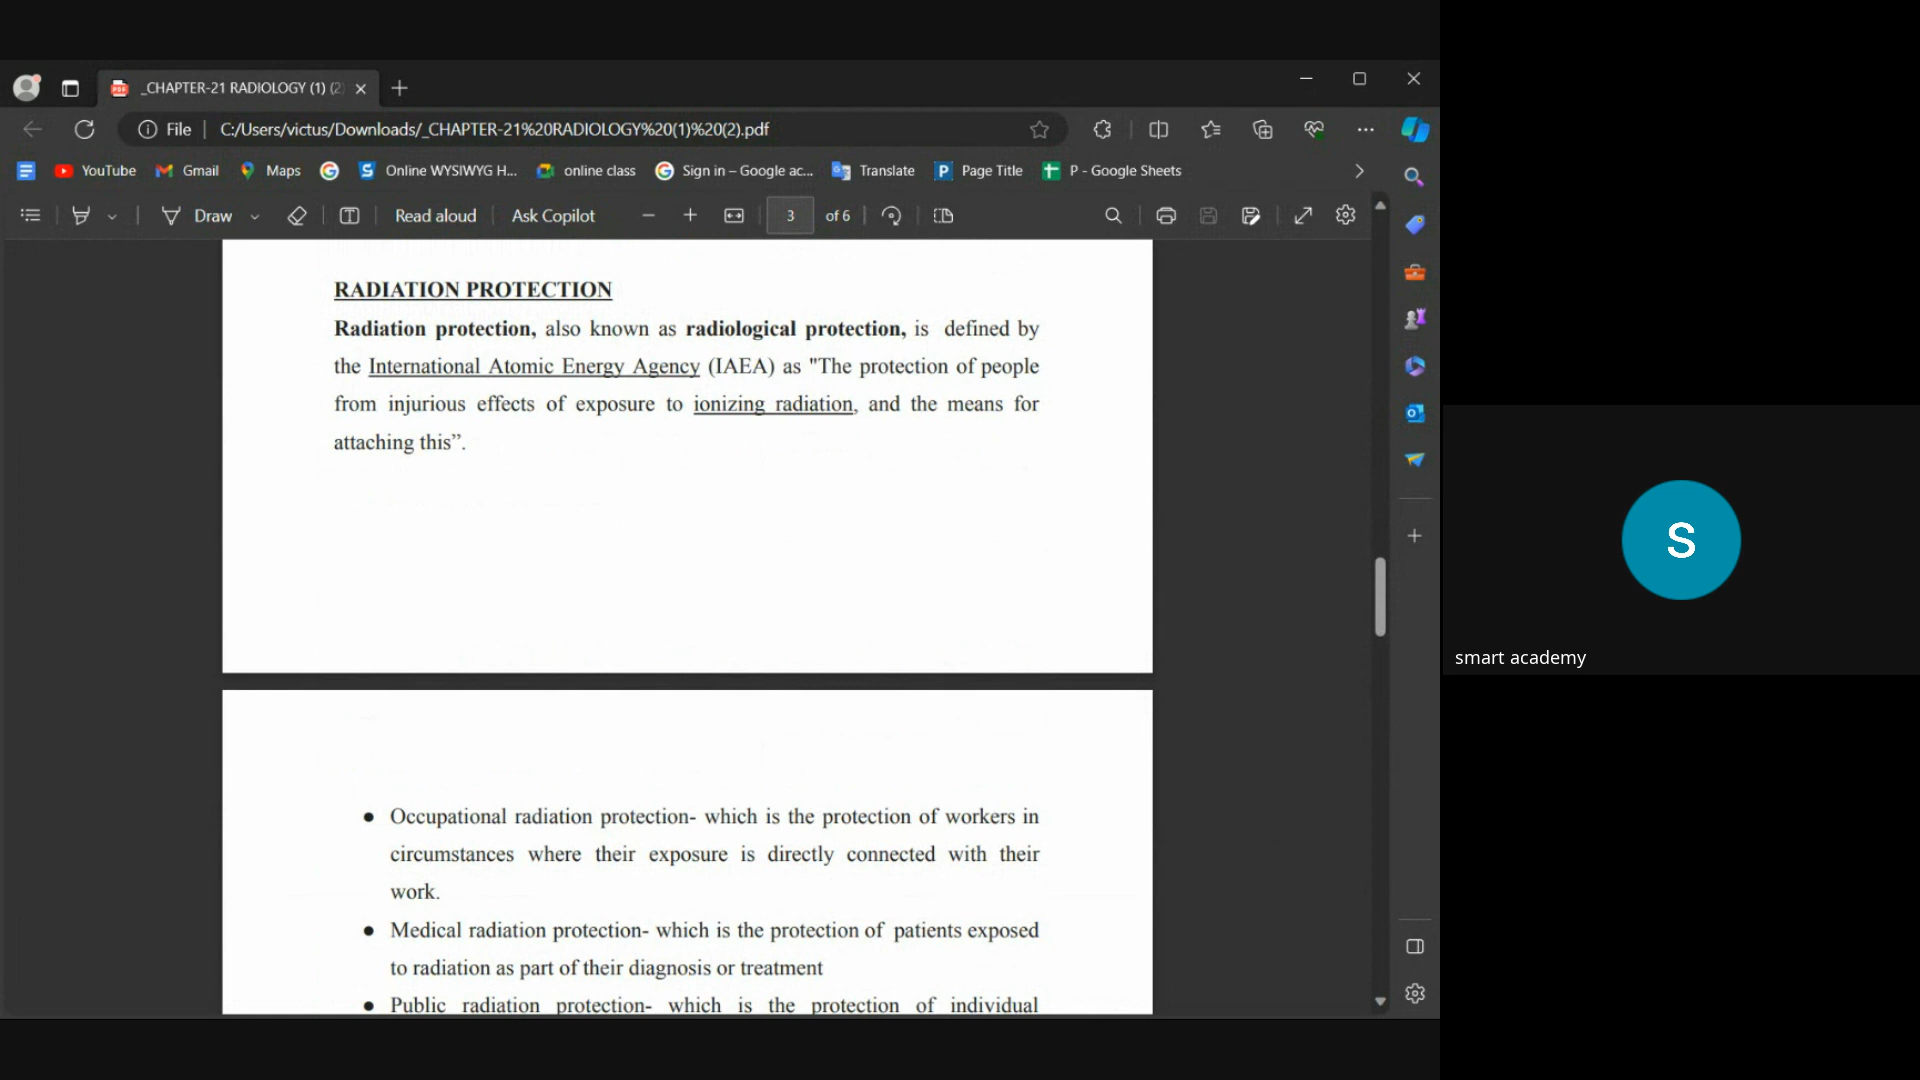 _CHAPTER-21 RADIOLOGY (1) (2)
File C:/Users/victus/Downloads/_CHAPTER-21%20RADIOLOGY%20(1)%20(2).pdf
YouTube Gmail Maps Online WYSIWYG H... online class Sign in – Google ac... Translate Page Title P - Google Sheets
Draw Read aloud Ask Copilot 3 of 6
RADIATION PROTECTION
Radiation protection, also known as radiological protection, is defined by
the International Atomic Energy Agency (IAEA) as "The protection of people
from injurious effects of exposure to ionizing radiation, and the means for
attaching this”.
● Occupational radiation protection- which is the protection of workers in
circumstances where their exposure is directly connected with their
work.
● Medical radiation protection- which is the protection of patients exposed
to radiation as part of their diagnosis or treatment
● Public radiation protection- which is the protection of individual
S
smart academy